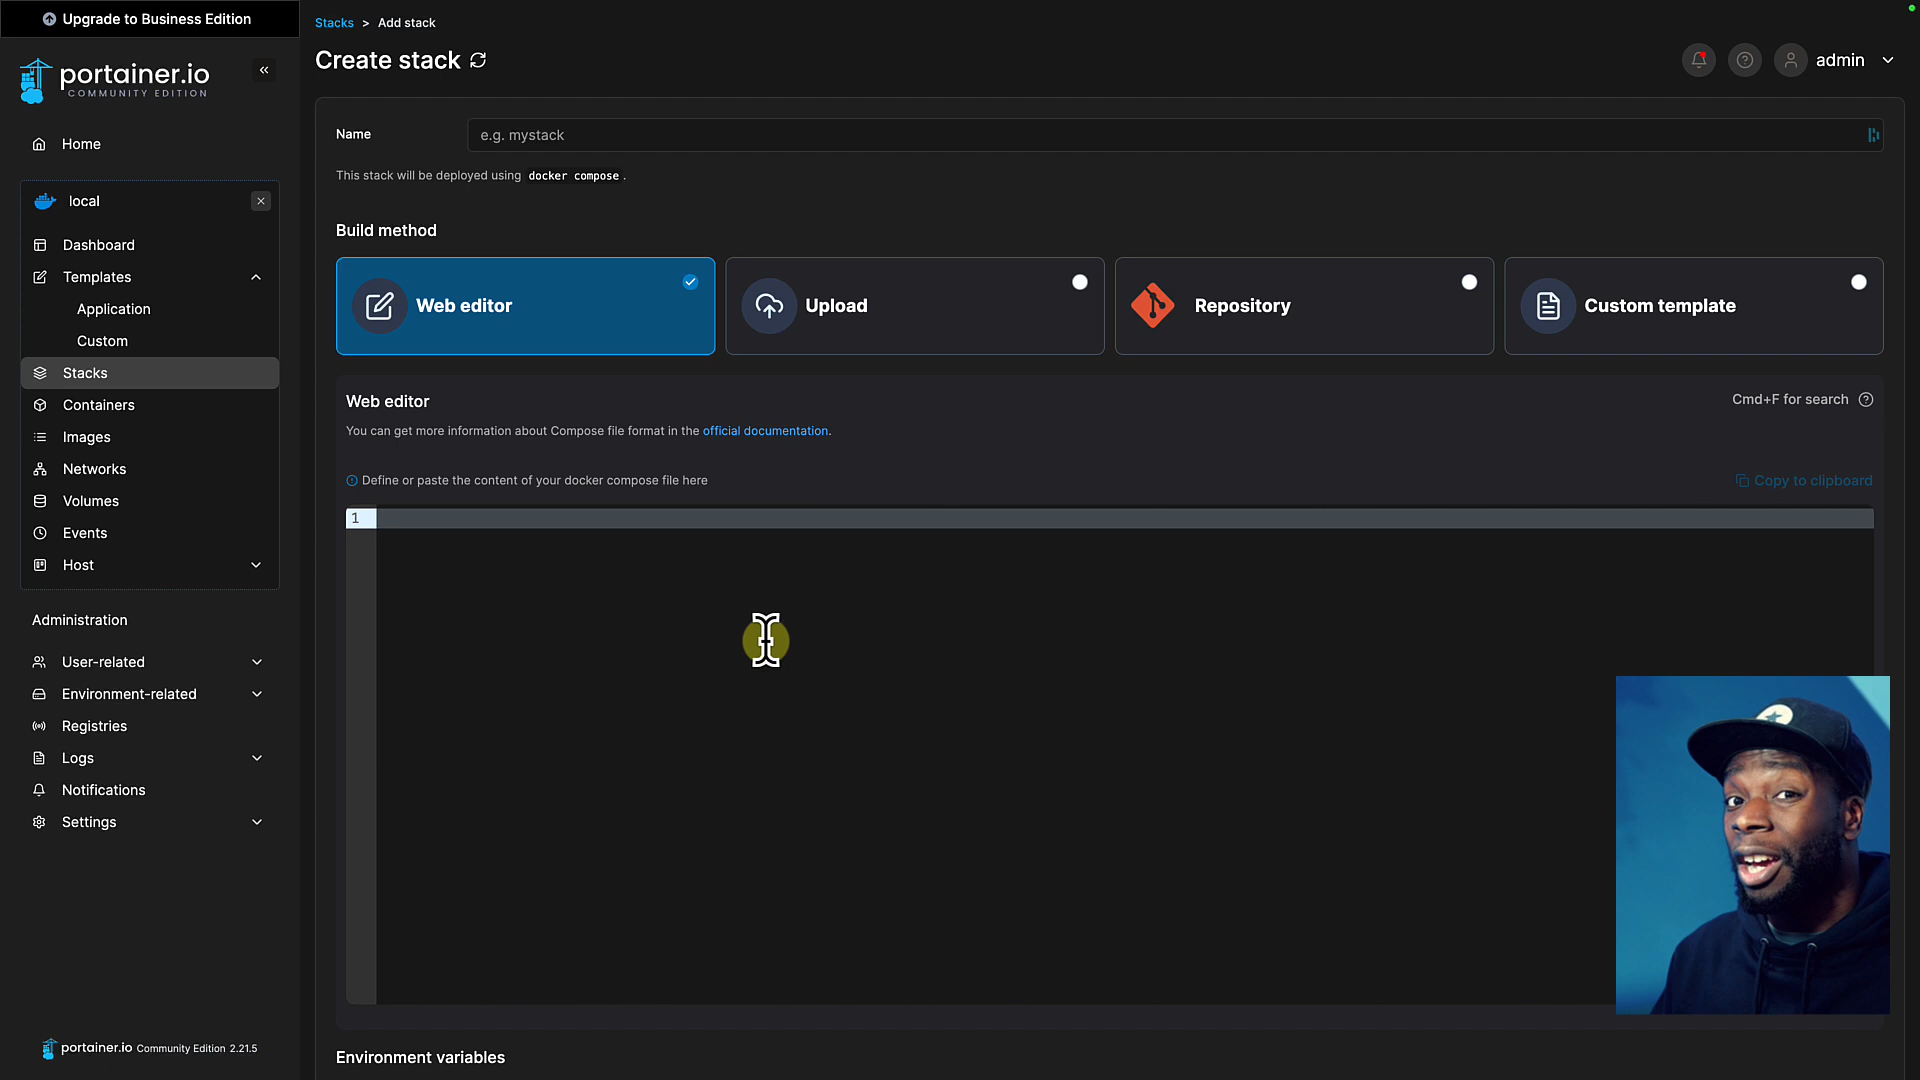 Upgrade to Business Edition
portainer.io
COMMUNITY EDITION
Home
local
Dashboard
Templates
Application
Custom
Stacks
Containers
Images
Networks
Volumes
Events
Host
Administration
User-related
Environment-related
Registries
Logs
Notifications
Settings
portainer.io Community Edition 2.21.5
Stacks > Add stack
Create stack
admin
Name
e.g. mystack
This stack will be deployed using docker compose .
Build method
Web editor
Upload
Repository
Custom template
Web editor
Cmd+F for search
You can get more information about Compose file format in the official documentation.
Define or paste the content of your docker compose file here
Copy to clipboard
1
Environment variables